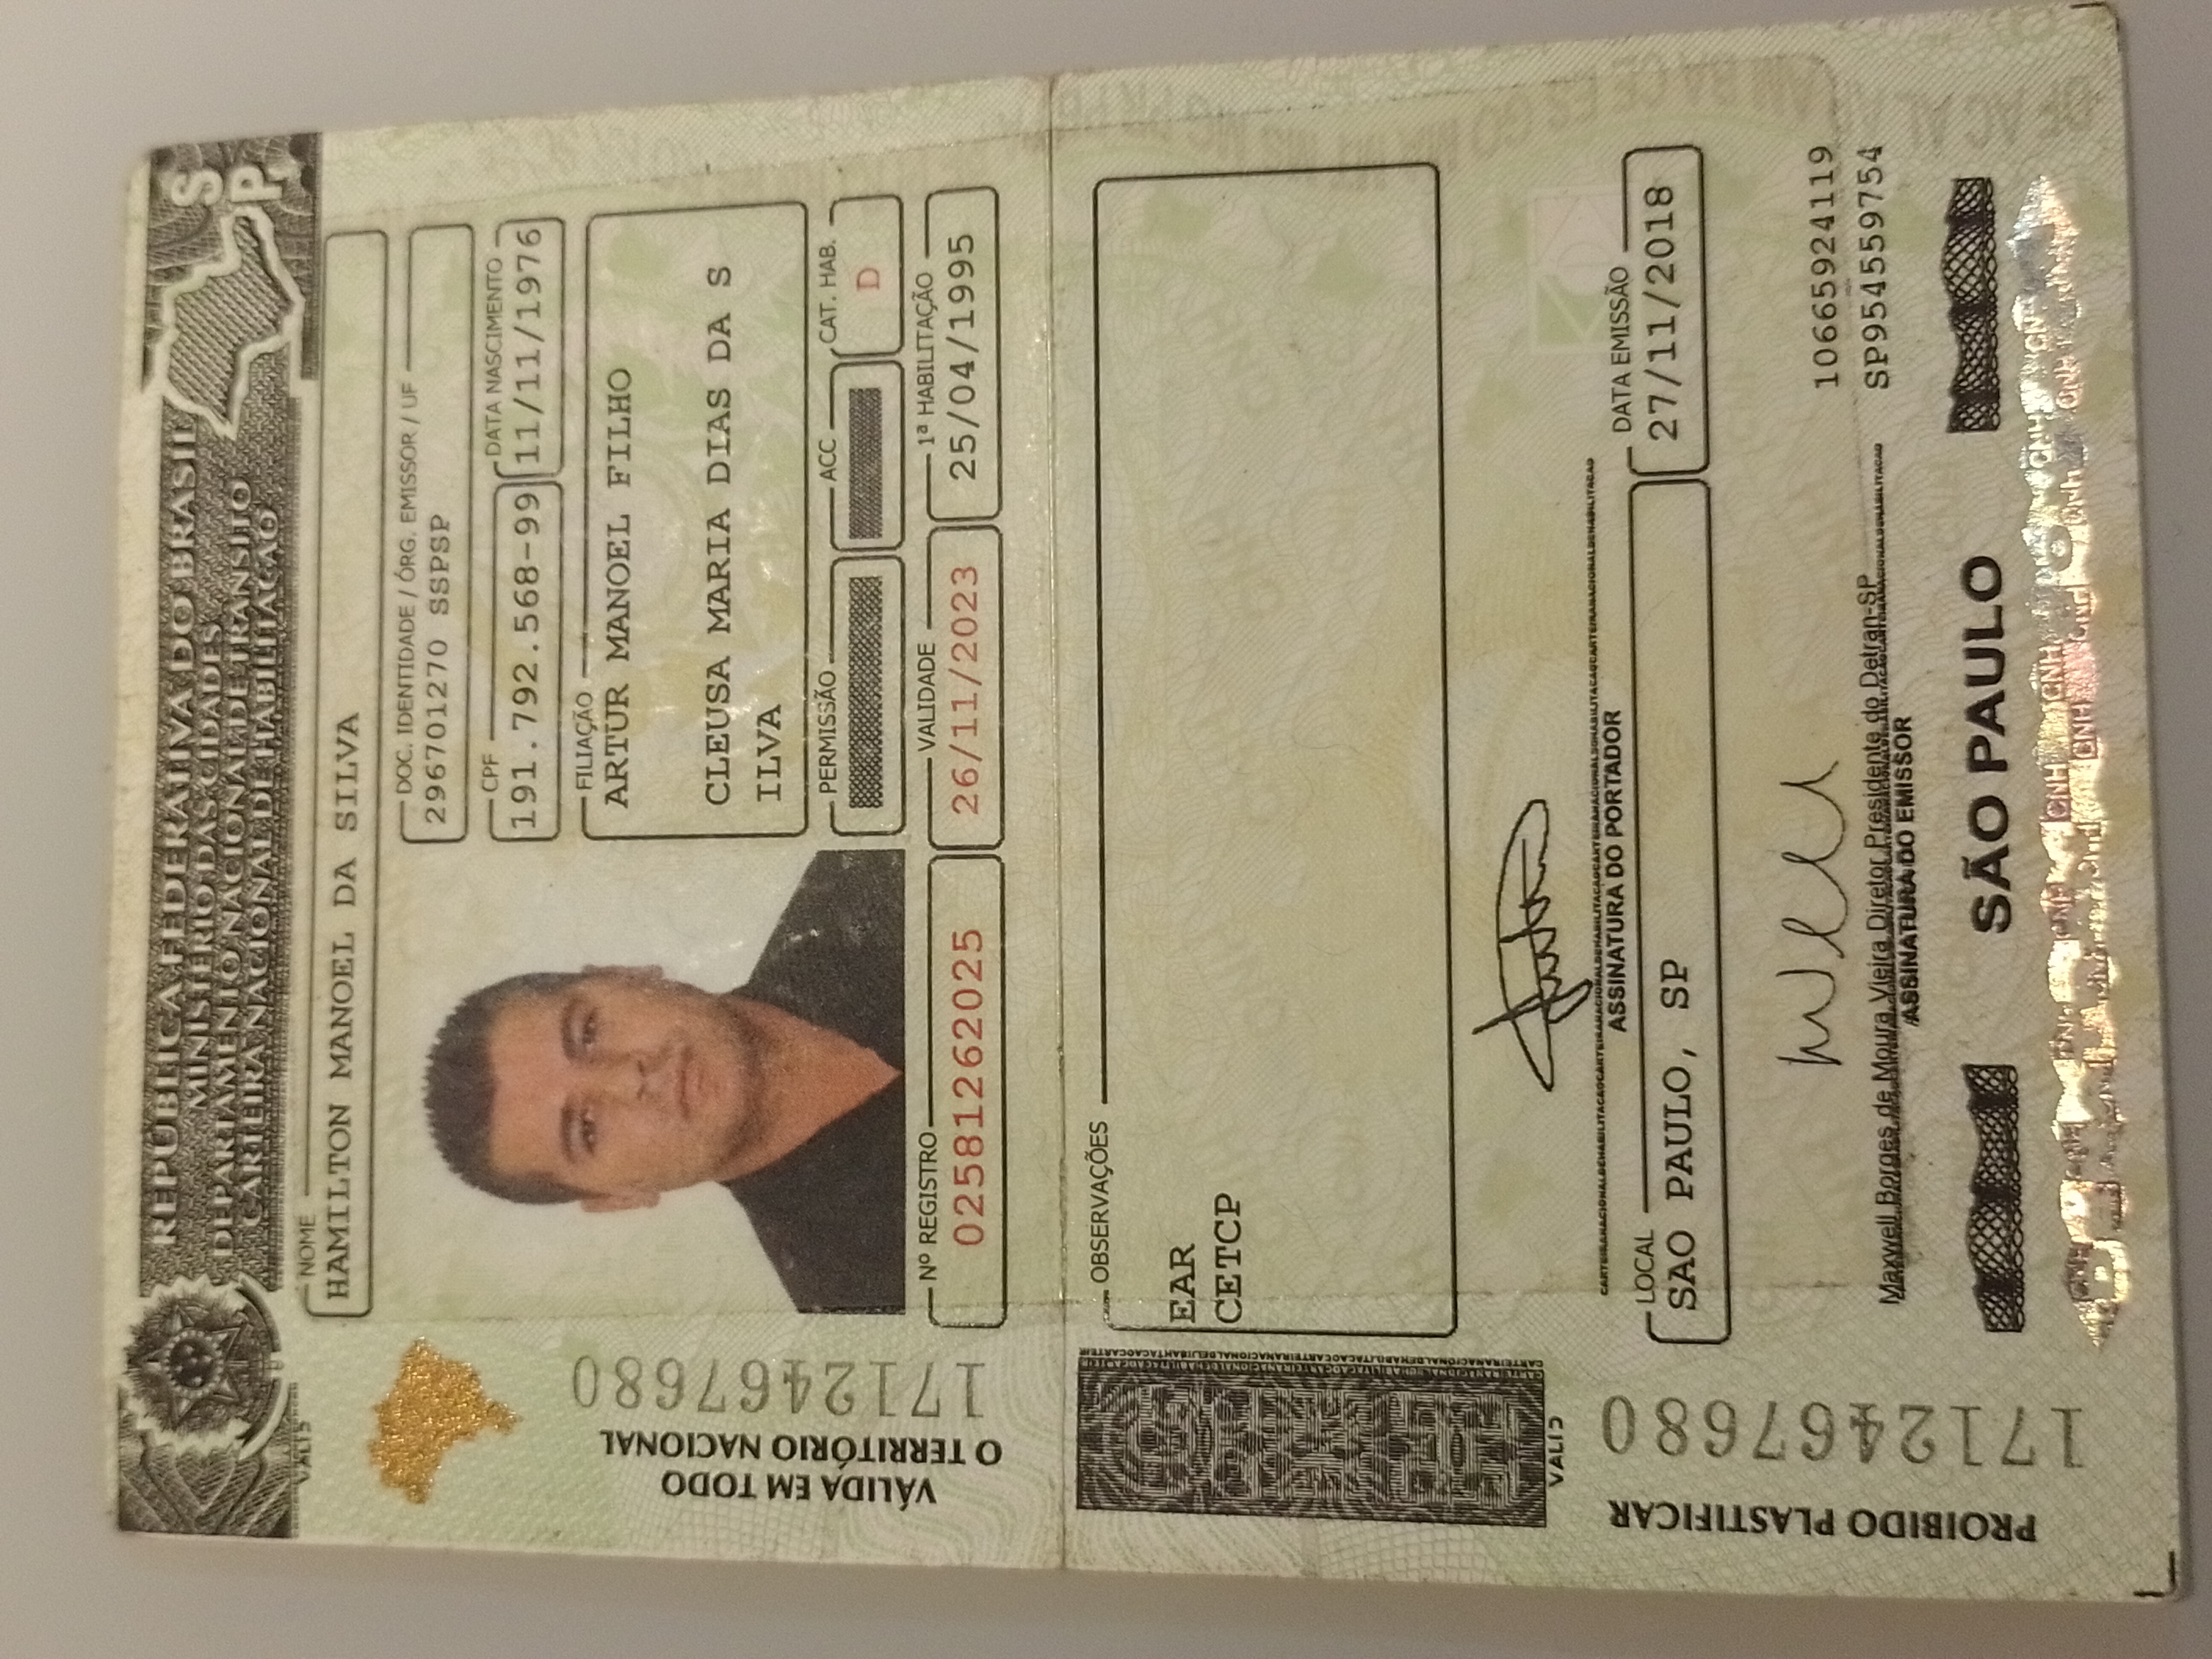 REPÚBLICA FEDERATIVA DO BRASIL
MINISTÉRIO DAS CIDADES
DEPARTAMENTO NACIONAL DE TRÂNSITO
CARTEIRA NACIONAL DE HABILITAÇÃO
SP
VALID
NOME
HAMILTON MANOEL DA SILVA
DOC. IDENTIDADE / ÓRG. EMISSOR / UF
296701270 SSPSP
CPF
191.792.568-99
DATA NASCIMENTO
11/11/1976
FILIAÇÃO
ARTUR MANOEL FILHO
CLEUSA MARIA DIAS DA S
ILVA
PERMISSÃO
ACC
CAT. HAB.
D
Nº REGISTRO
02581262025
VALIDADE
26/11/2023
1ª HABILITAÇÃO
25/04/1995
VÁLIDA EM TODO
O TERRITÓRIO NACIONAL
1712467680
OBSERVAÇÕES
EAR
CETCP
VALID
ASSINATURA DO PORTADOR
LOCAL
SAO PAULO, SP
DATA EMISSÃO
27/11/2018
10665924119
SP954559754
Maxwell Borges de Moura Vieira Diretor Presidente do Detran-SP
ASSINATURA DO EMISSOR
PROIBIDO PLASTIFICAR
1712467680
SÃO PAULO
CNH CNH CNH
CNH CNH